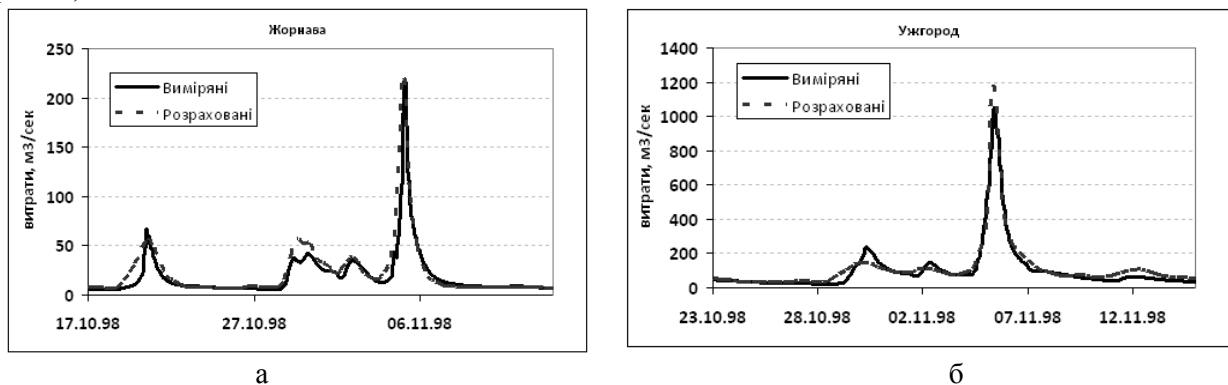 Жорнава
250
200
150
100
50
0
витрати, м3/сек
Виміряні
Розраховані
17.10.98 27.10.98 06.11.98
а
Ужгород
1400
1200
1000
800
600
400
200
0
витрати, м3/сек
Виміряні
Розраховані
23.10.98 28.10.98 02.11.98 07.11.98 12.11.98
б